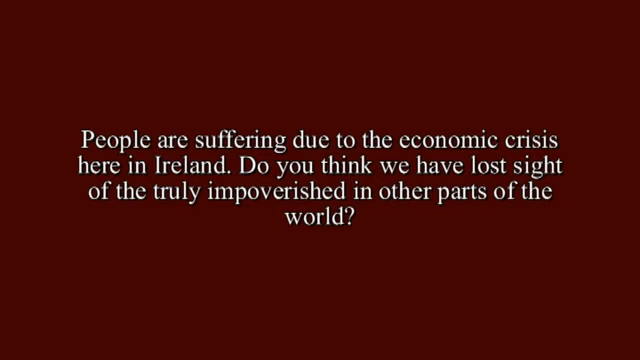 People are suffering due to the economic crisis
here in Ireland. Do you think we have lost sight
of the truly impoverished in other parts of the
world?